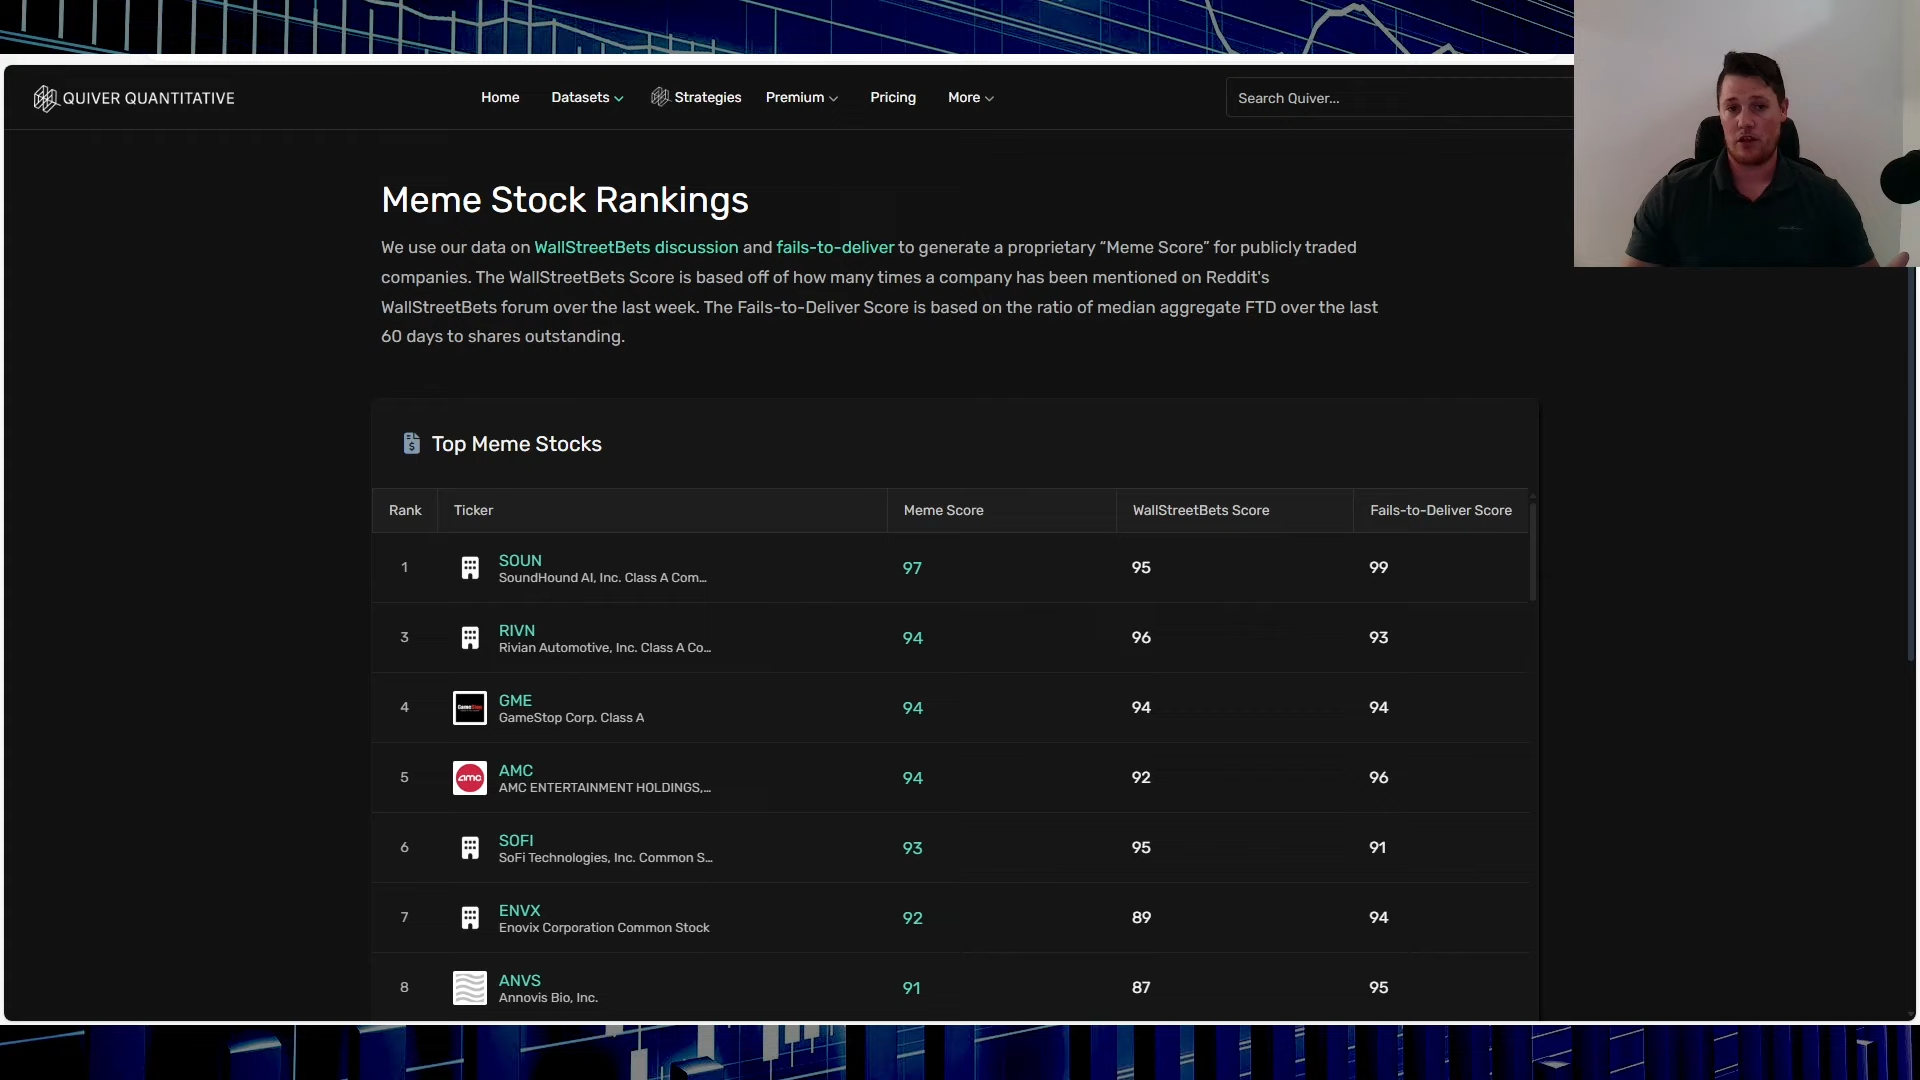 QUIVER QUANTITATIVE
Home
Datasets
Strategies
Premium
Pricing
More
Search Quiver...
Meme Stock Rankings
We use our data on WallStreetBets discussion and fails-to-deliver to generate a proprietary “Meme Score” for publicly traded
companies. The WallStreetBets Score is based off of how many times a company has been mentioned on Reddit's
WallStreetBets forum over the last week. The Fails-to-Deliver Score is based on the ratio of median aggregate FTD over the last
60 days to shares outstanding.
Top Meme Stocks
Rank Ticker Meme Score WallStreetBets Score Fails-to-Deliver Score
1 SOUN 97 95 99
SoundHound AI, Inc. Class A Com...
3 RIVN 94 96 93
Rivian Automotive, Inc. Class A Co...
4 GameStop GME 94 94 94
GameStop Corp. Class A
5 amc AMC 94 92 96
AMC ENTERTAINMENT HOLDINGS,...
6 SOFI 93 95 91
SoFi Technologies, Inc. Common S...
7 ENVX 92 89 94
Enovix Corporation Common Stock
8 ANVS 91 87 95
Annovis Bio, Inc.